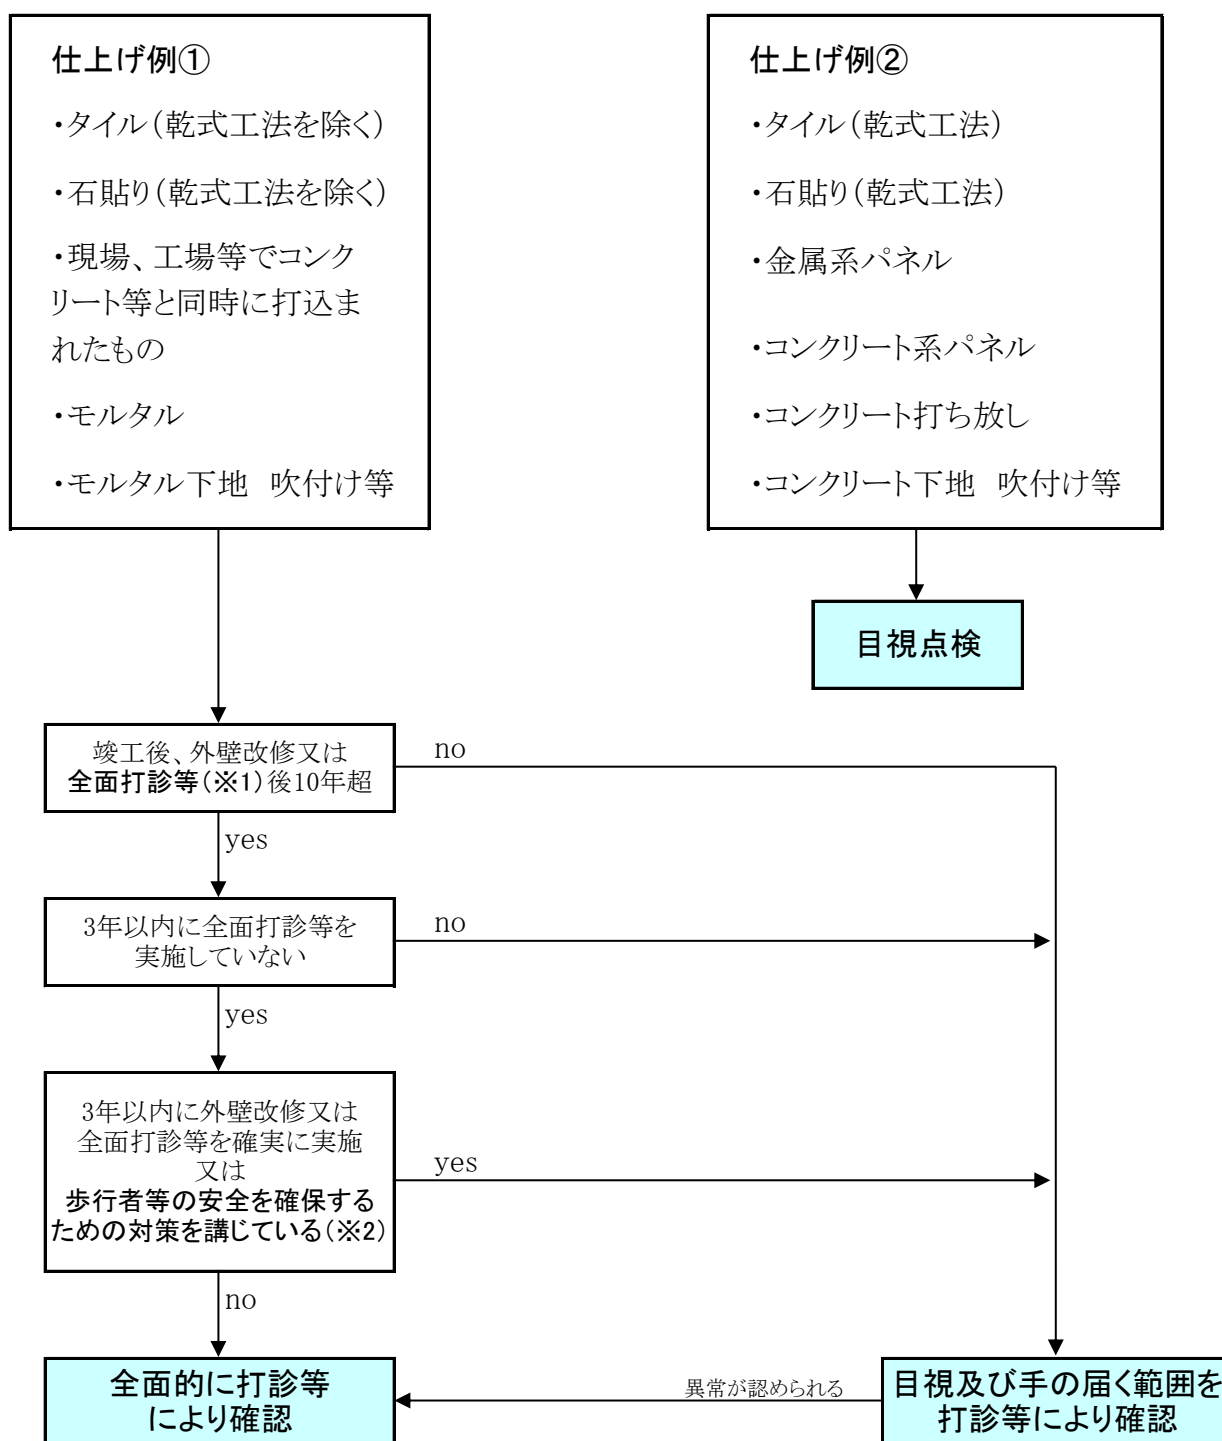 仕上げ例①
・タイル(乾式工法を除く)
・石貼り(乾式工法を除く)
・現場、工場等でコンク
リート等と同時に打込ま
れたもの
・モルタル
・モルタル下地　吹付け等
仕上げ例②
・タイル(乾式工法)
・石貼り(乾式工法)
・金属系パネル
・コンクリート系パネル
・コンクリート打ち放し
・コンクリート下地　吹付け等
目視点検
竣工後、外壁改修又は
全面打診等(※1)後10年超
no
yes
3年以内に全面打診等を
実施していない
no
yes
3年以内に外壁改修又は
全面打診等を確実に実施
又は
歩行者等の安全を確保する
ための対策を講じている(※2)
yes
no
全面的に打診等
により確認
異常が認められる
目視及び手の届く範囲を
打診等により確認